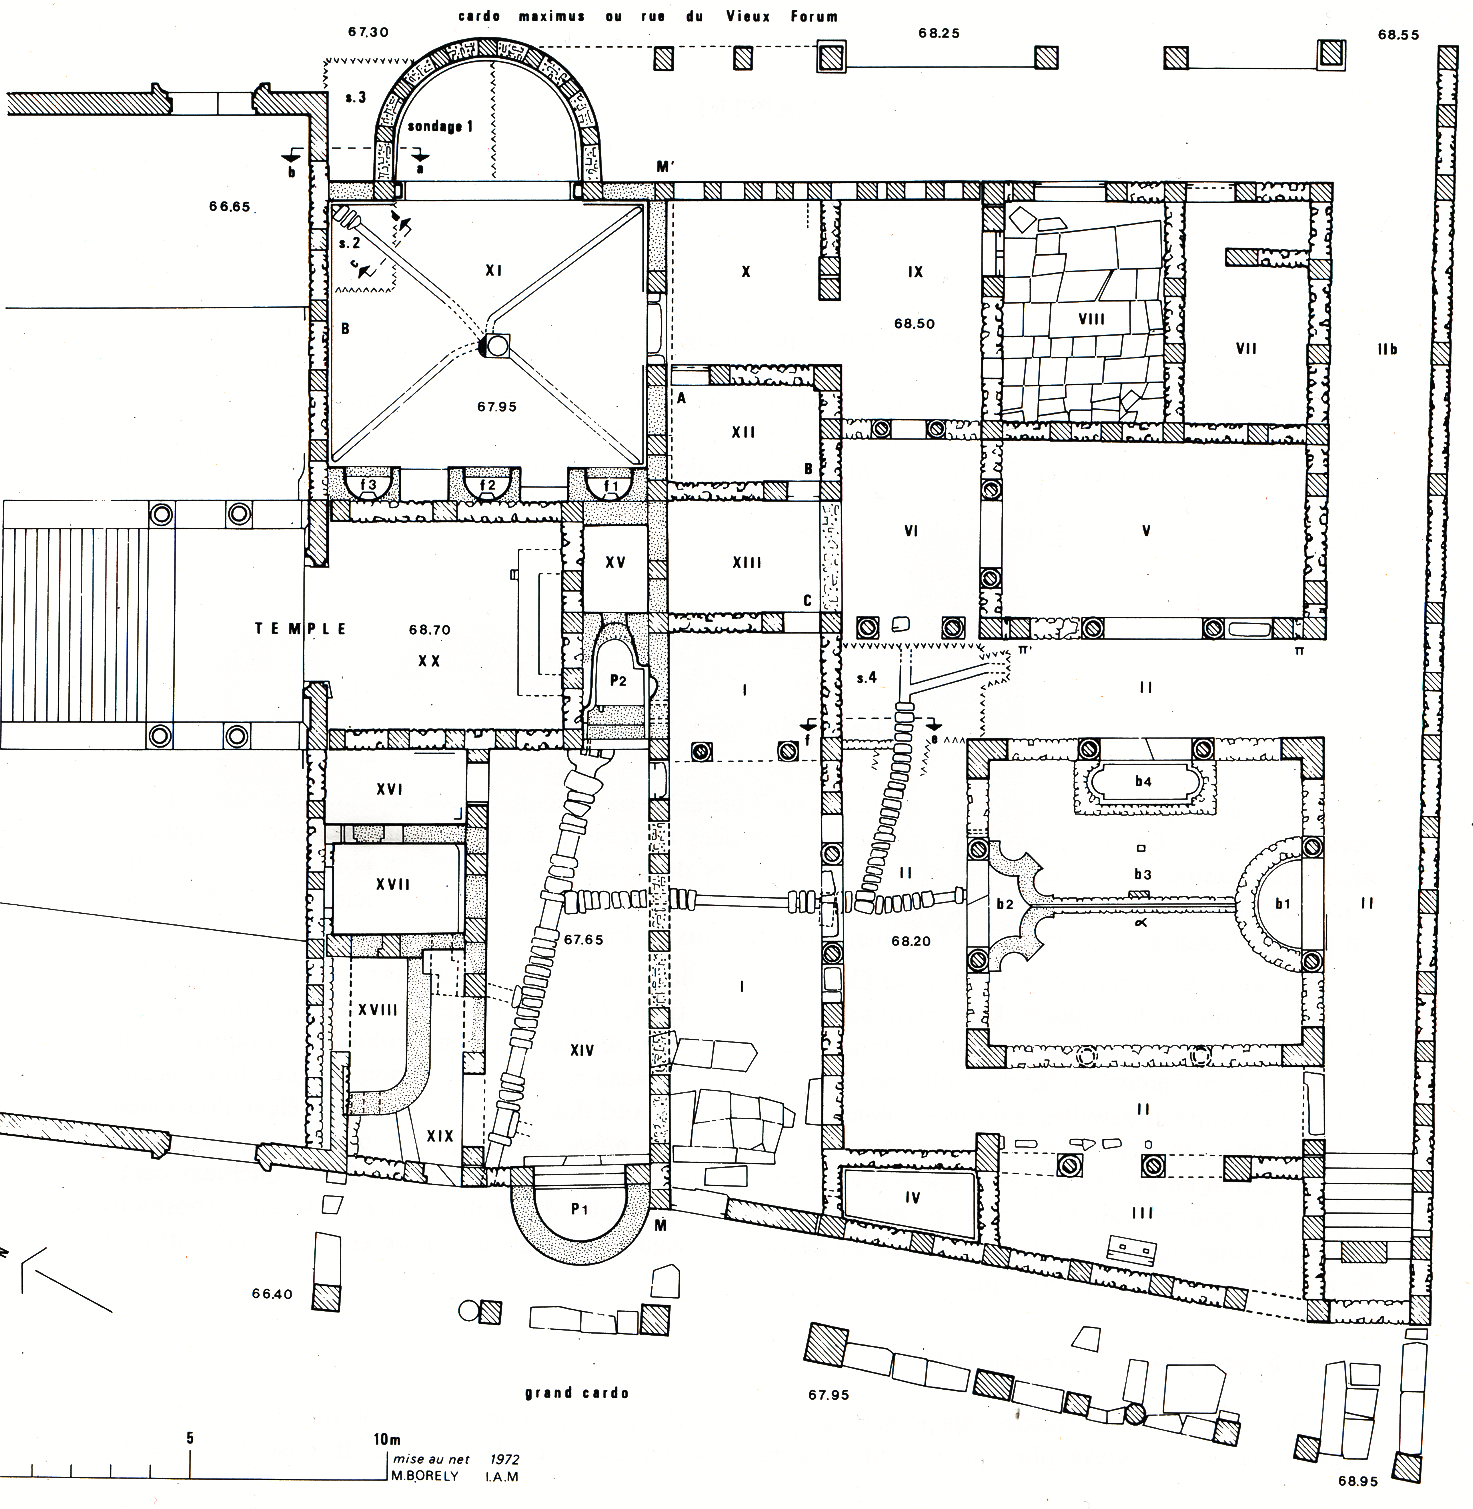 cardo maximus ou rue du Vieux Forum
67.30
68.25
68.55
s.3
sondage 1
b
a
M'
66.65
s.2
c
XI
X
IX
B
68.50
VIII
VII
IIb
67.95
A
XII
B
f3
f2
f1
XV
XIII
VI
V
C
TEMPLE
68.70
XX
P2
I
s.4
π'
π
II
f
e
XVI
b4
XVII
II
b3
b2
b1
II
α
67.65
68.20
XVIII
I
XIV
II
XIX
P1
M
IV
III
N
66.40
67.95
grand cardo
5
10m
mise au net 1972
M.BORELY I.A.M
68.95